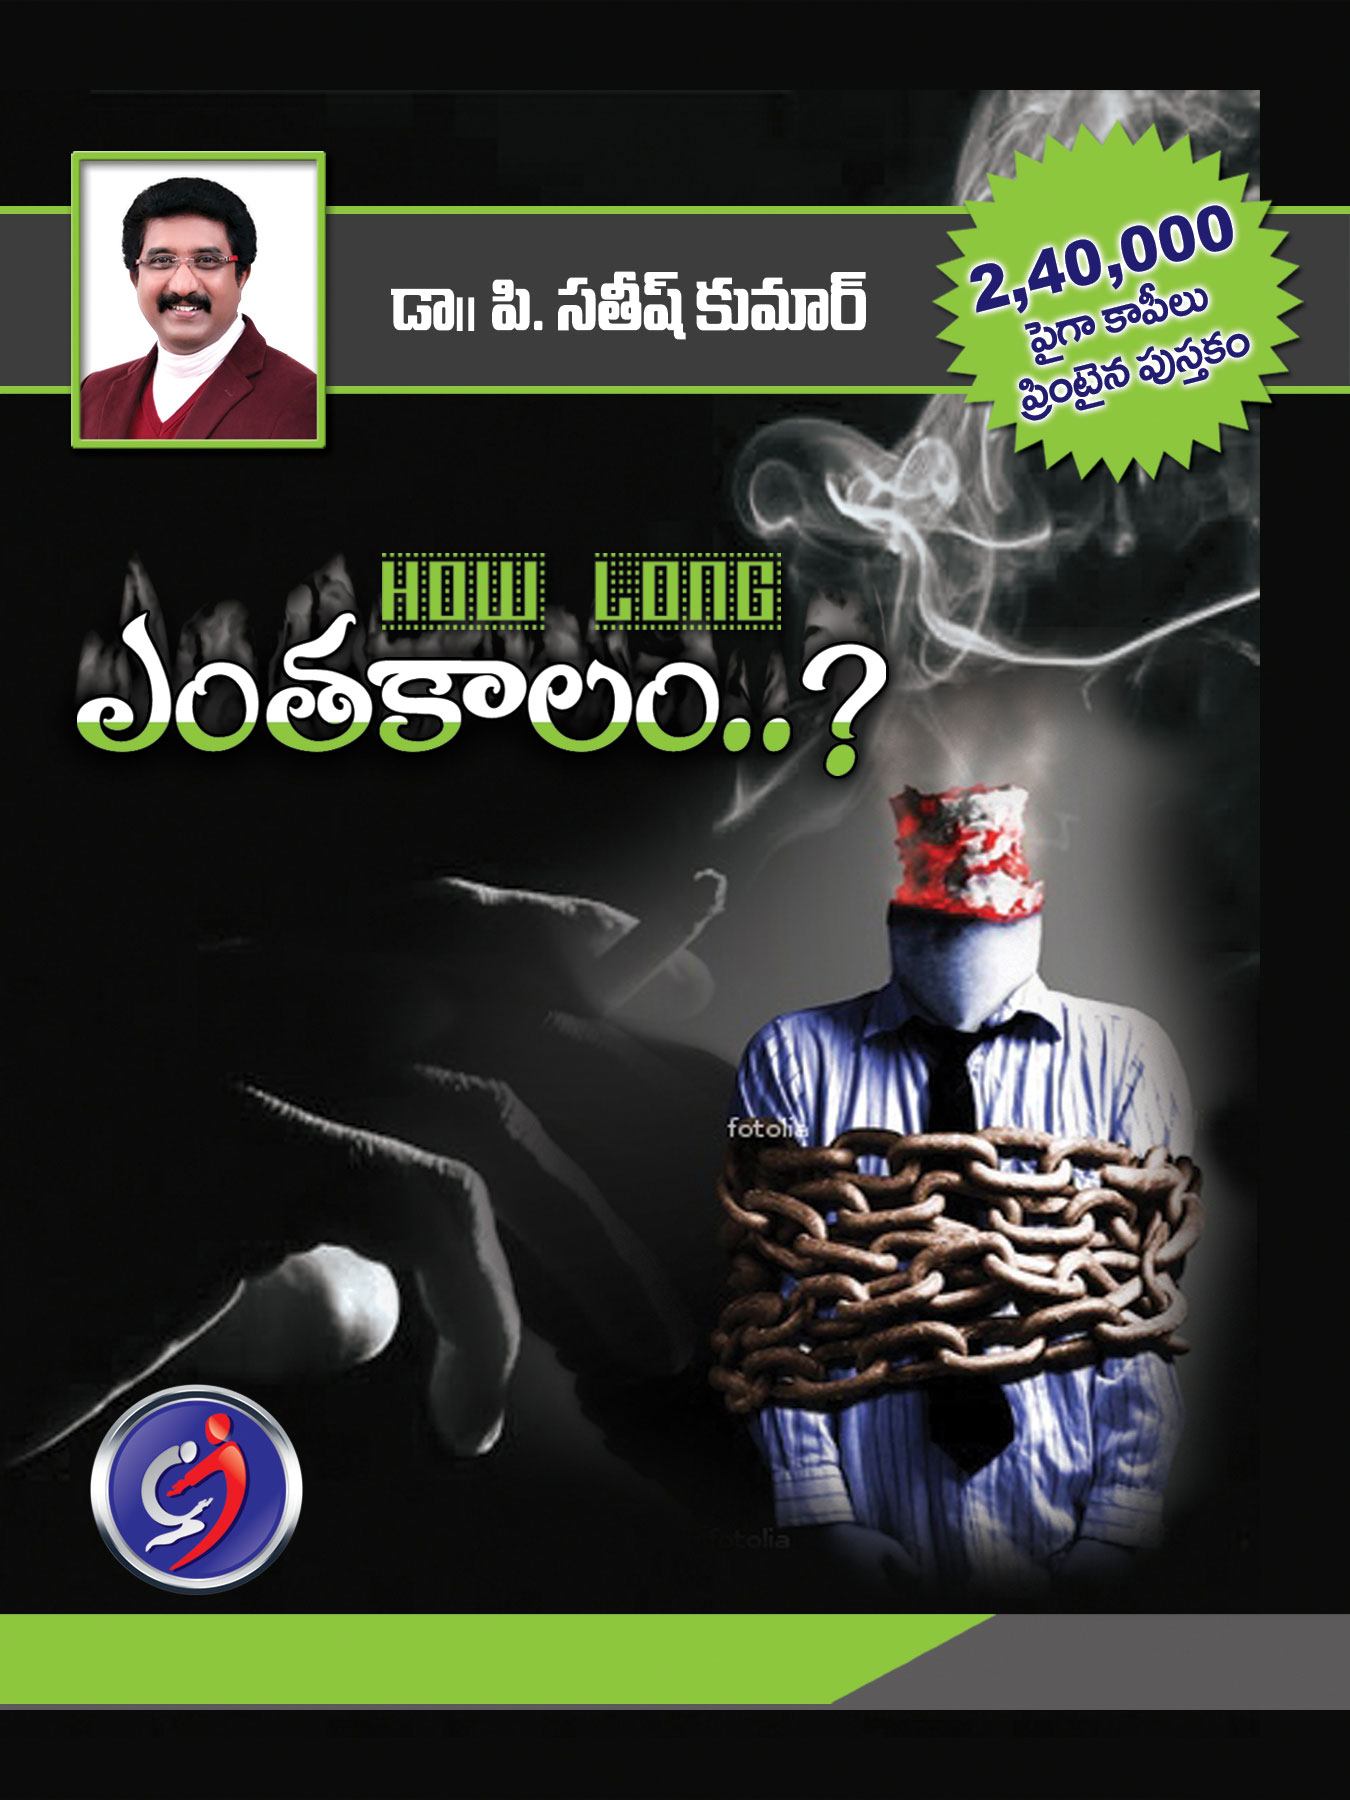 డా॥ పి. సతీష్ కుమార్
2,40,000
పైగా కాపీలు
ప్రింటైన పుస్తకం
HOW LONG
ఎంతకాలం..?
fotolia
fotolia